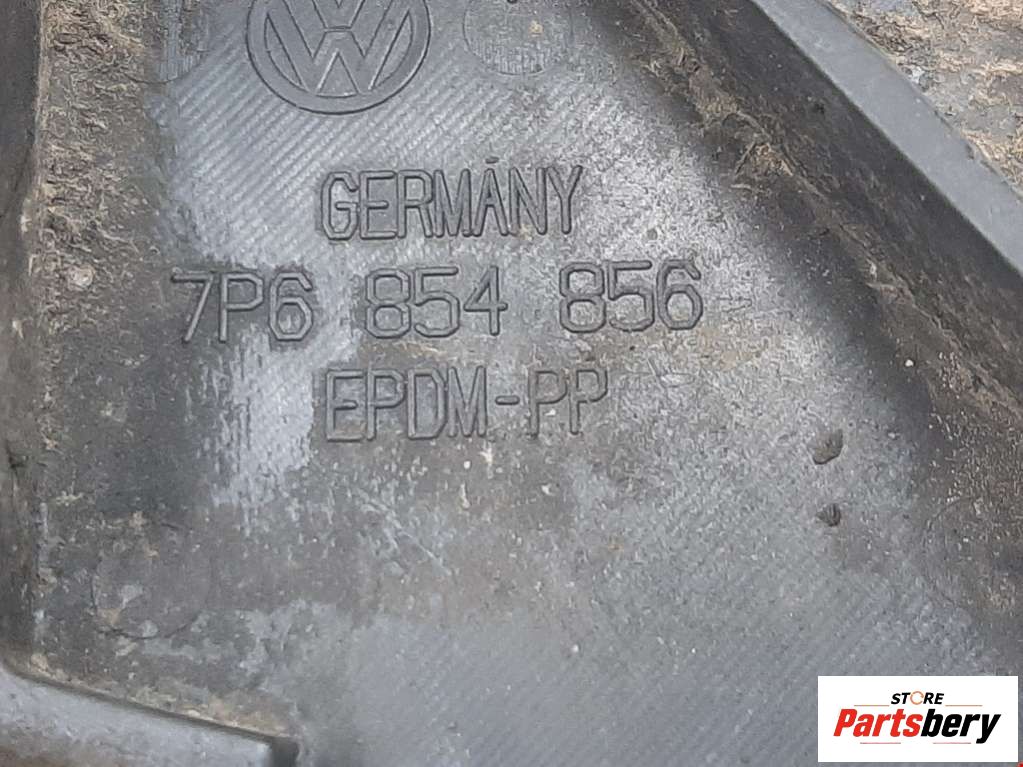 GERMANY
7P6 854 856
EPDM-PP
STORE
Partsbery